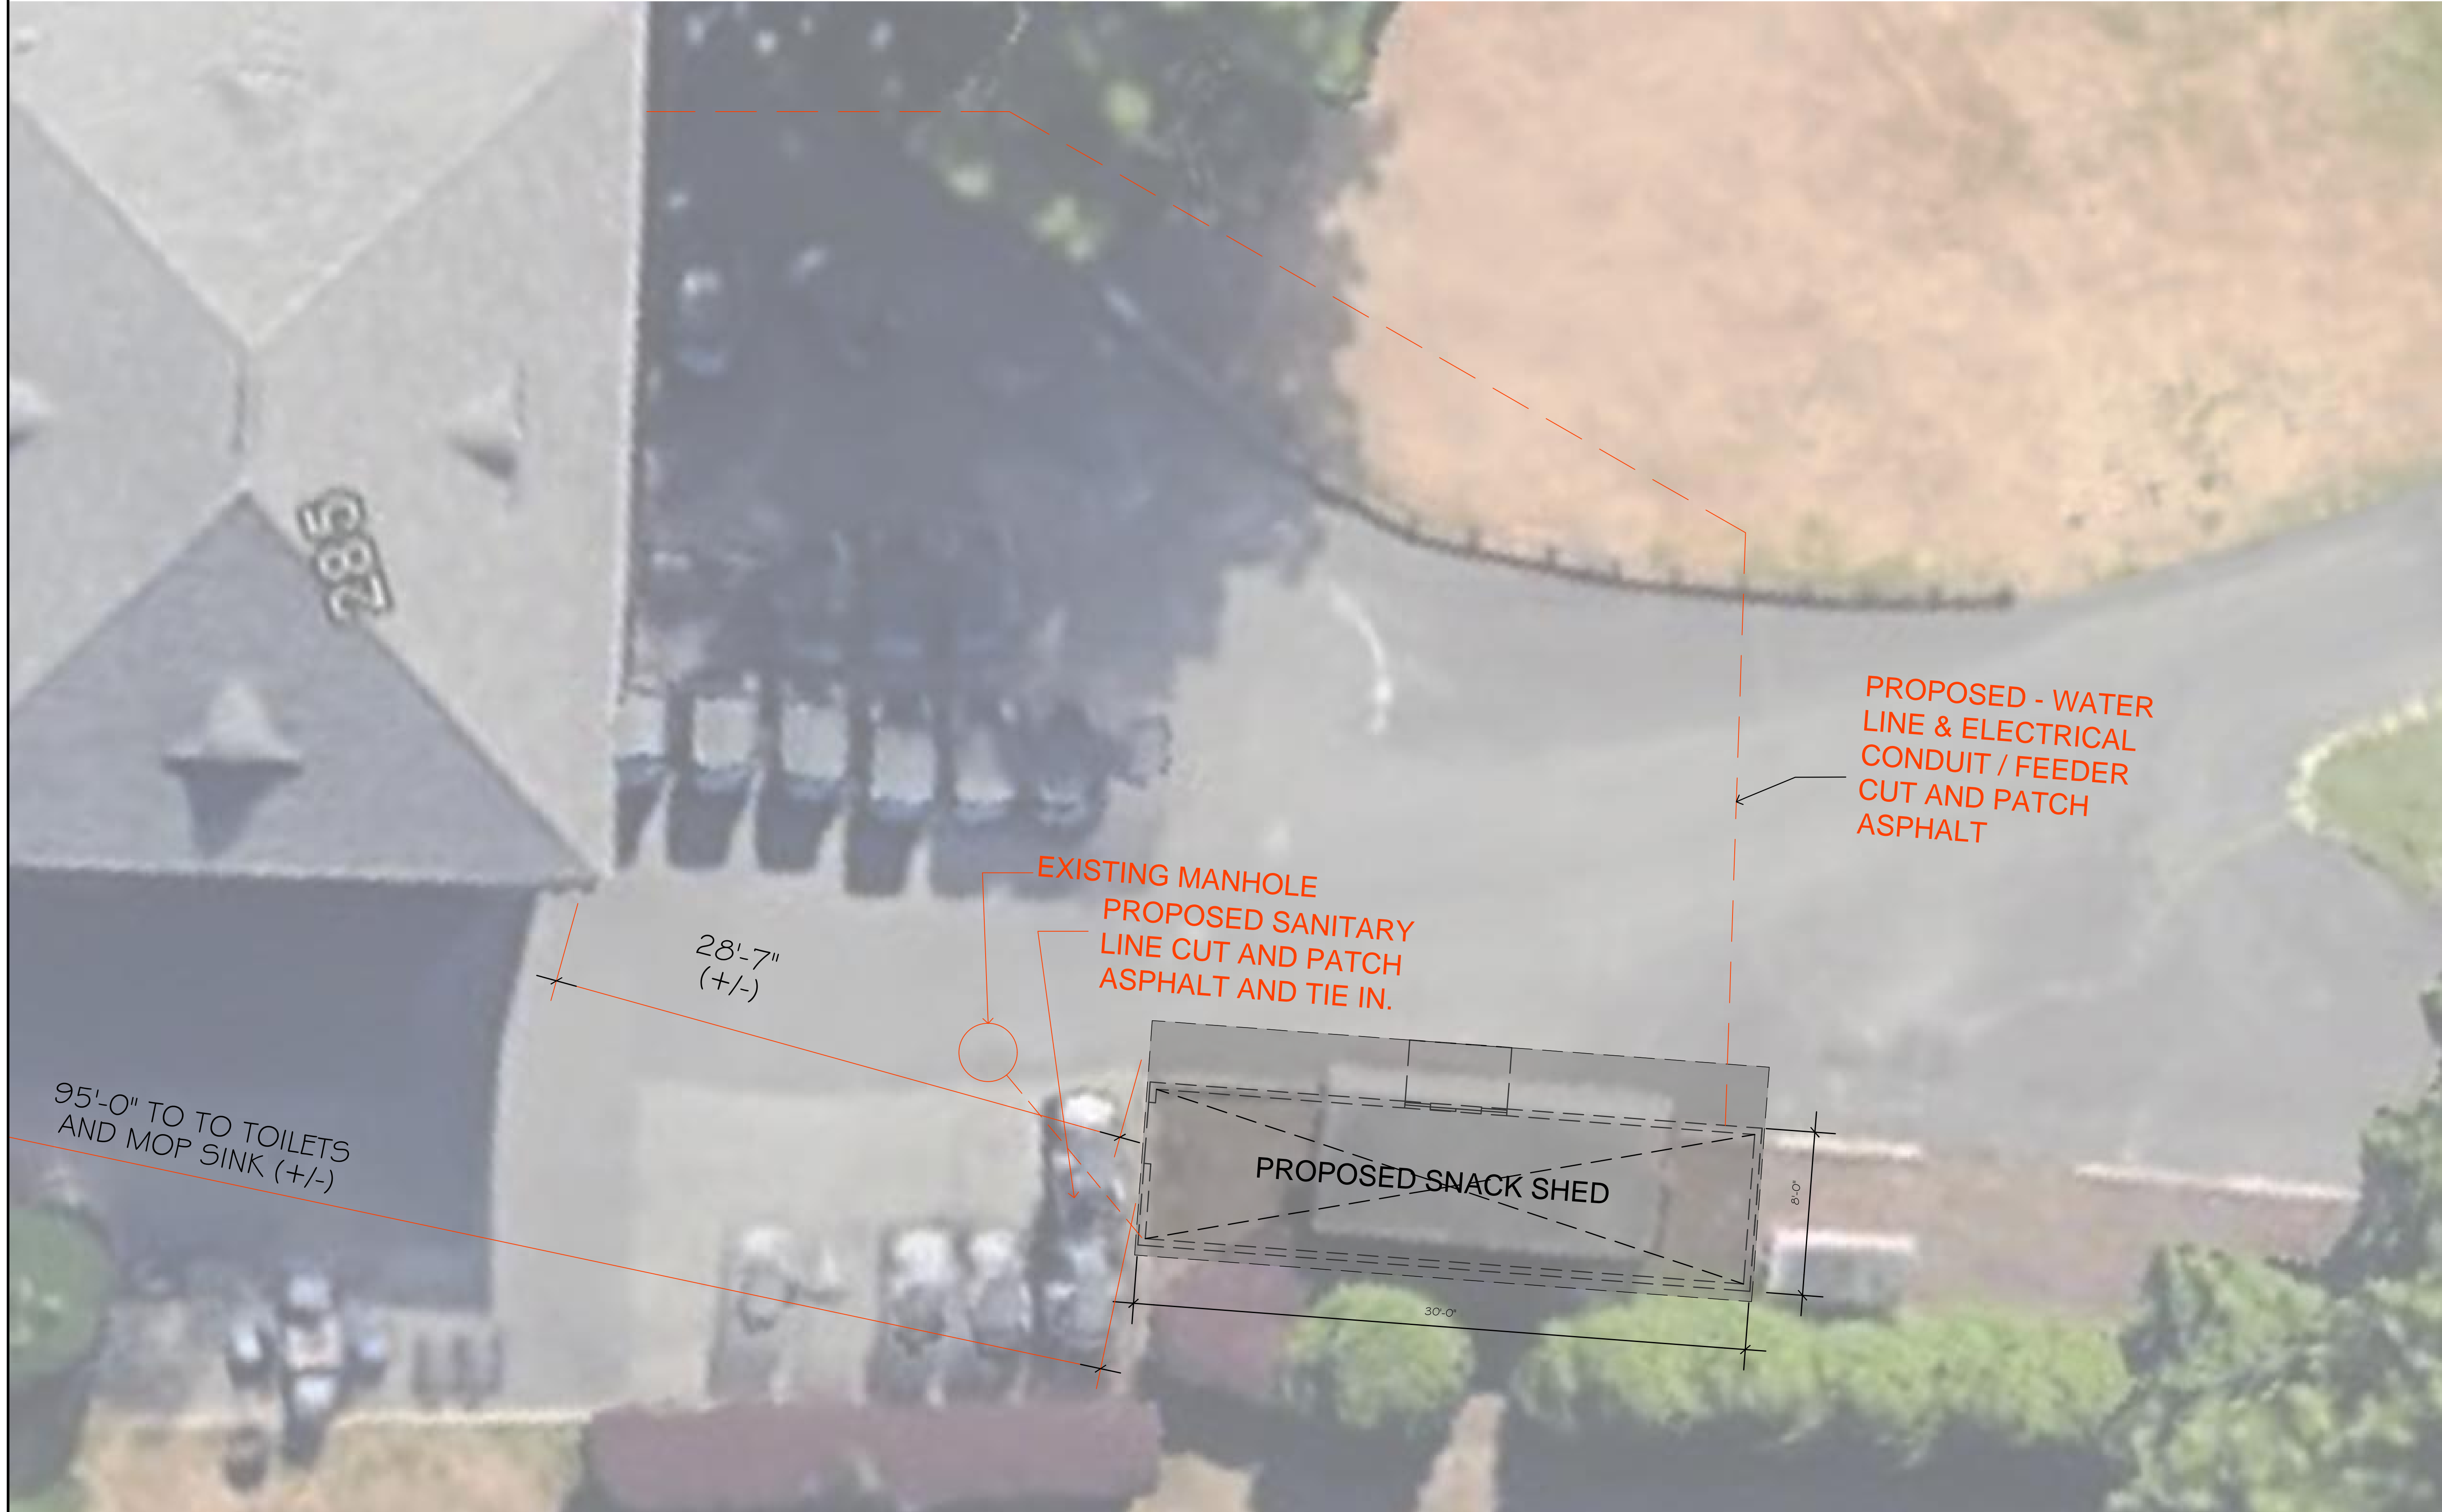 285
PROPOSED - WATER
LINE & ELECTRICAL
CONDUIT / FEEDER
CUT AND PATCH
ASPHALT
EXISTING MANHOLE
PROPOSED SANITARY
LINE CUT AND PATCH
ASPHALT AND TIE IN.
28'-7"
(+/-)
95'-0" TO TO TOILETS
AND MOP SINK (+/-)
PROPOSED SNACK SHED
8'-0"
30'-0"